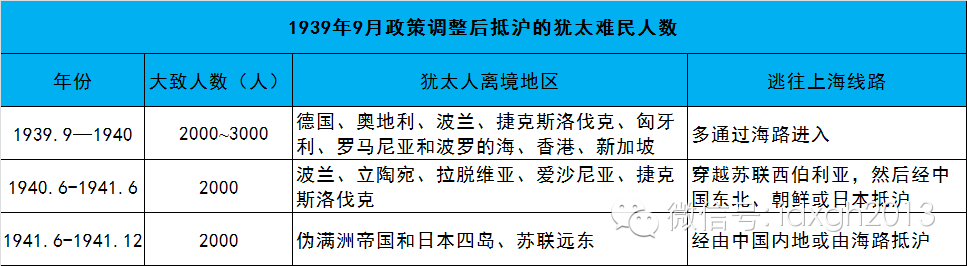 1939年9月政策调整后抵沪的犹太难民人数
年份 大致人数（人） 犹太人离境地区 逃往上海线路
1939.9—1940 2000~3000 德国、奥地利、波兰、捷克斯洛伐克、匈牙 多通过海路进入
利、罗马尼亚和波罗的海、香港、新加坡
1940.6-1941.6 2000 波兰、立陶宛、拉脱维亚、爱沙尼亚、捷克 穿越苏联西伯利亚，然后经中
斯洛伐克 国东北、朝鲜或日本抵沪
1941.6-1941.12 2000 伪满洲帝国和日本四岛、苏联远东 经由中国内地或由海路抵沪
微信号: fdxgh2013